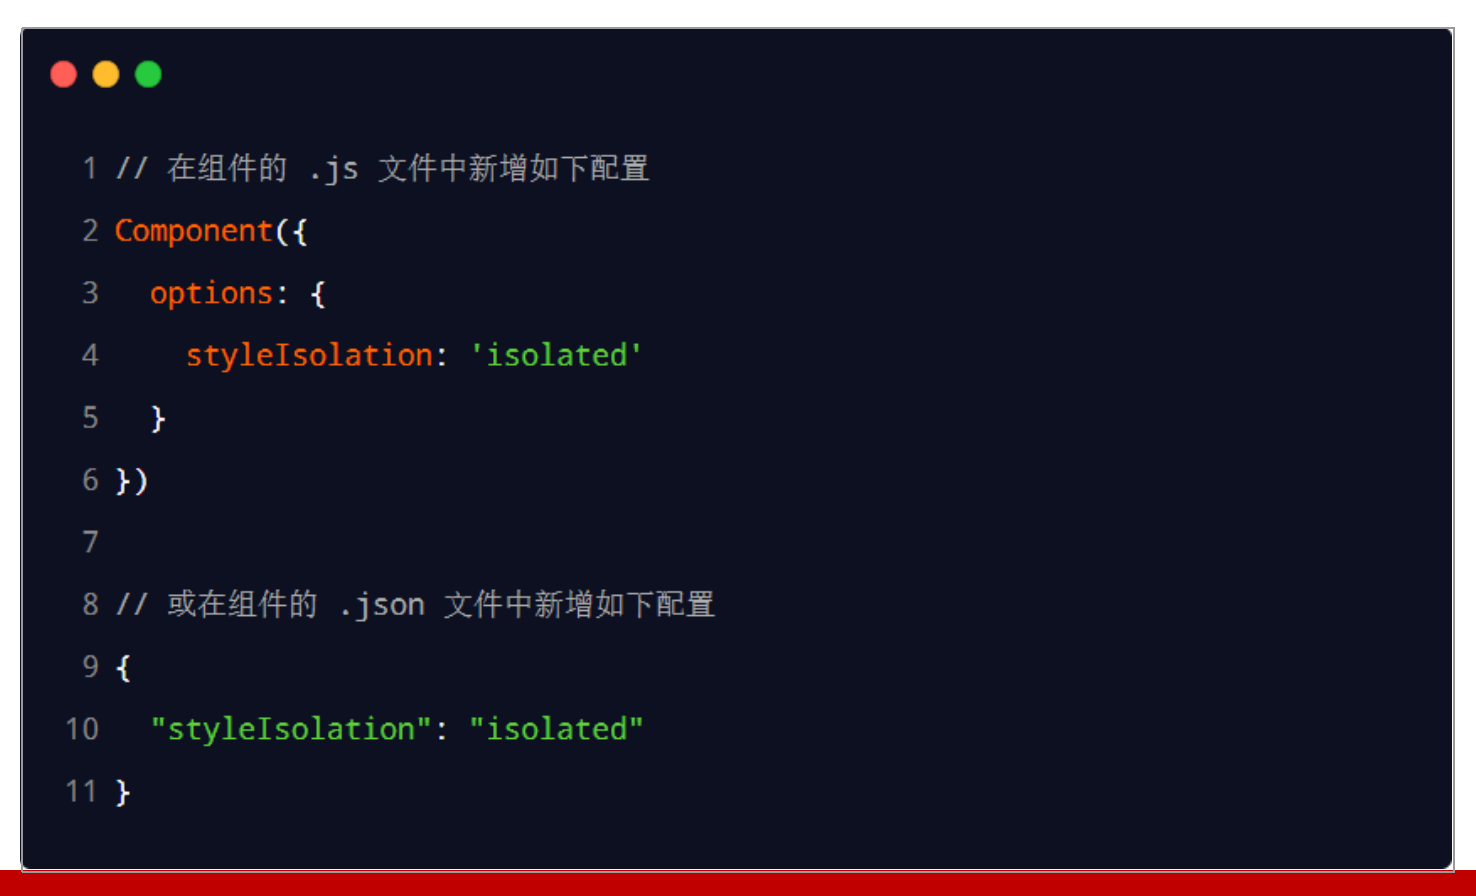 1 // 在组件的 .js 文件中新增如下配置
2 Component({
3   options: {
4     styleIsolation: 'isolated'
5   }
6 })
7
8 // 或在组件的 .json 文件中新增如下配置
9 {
10   "styleIsolation": "isolated"
11 }